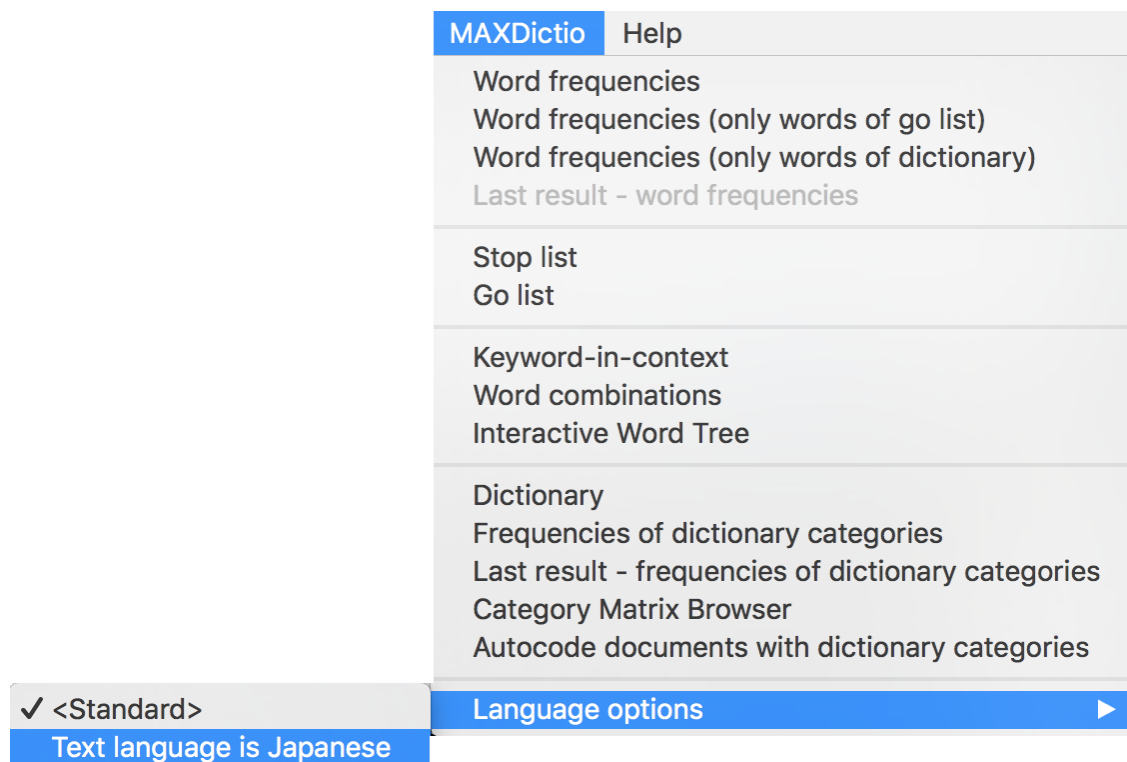 MAXDictio Help
Word frequencies
Word frequencies (only words of go list)
Word frequencies (only words of dictionary)
Last result - word frequencies
Stop list
Go list
Keyword-in-context
Word combinations
Interactive Word Tree
Dictionary
Frequencies of dictionary categories
Last result - frequencies of dictionary categories
Category Matrix Browser
Autocode documents with dictionary categories
Language options
<Standard>
Text language is Japanese